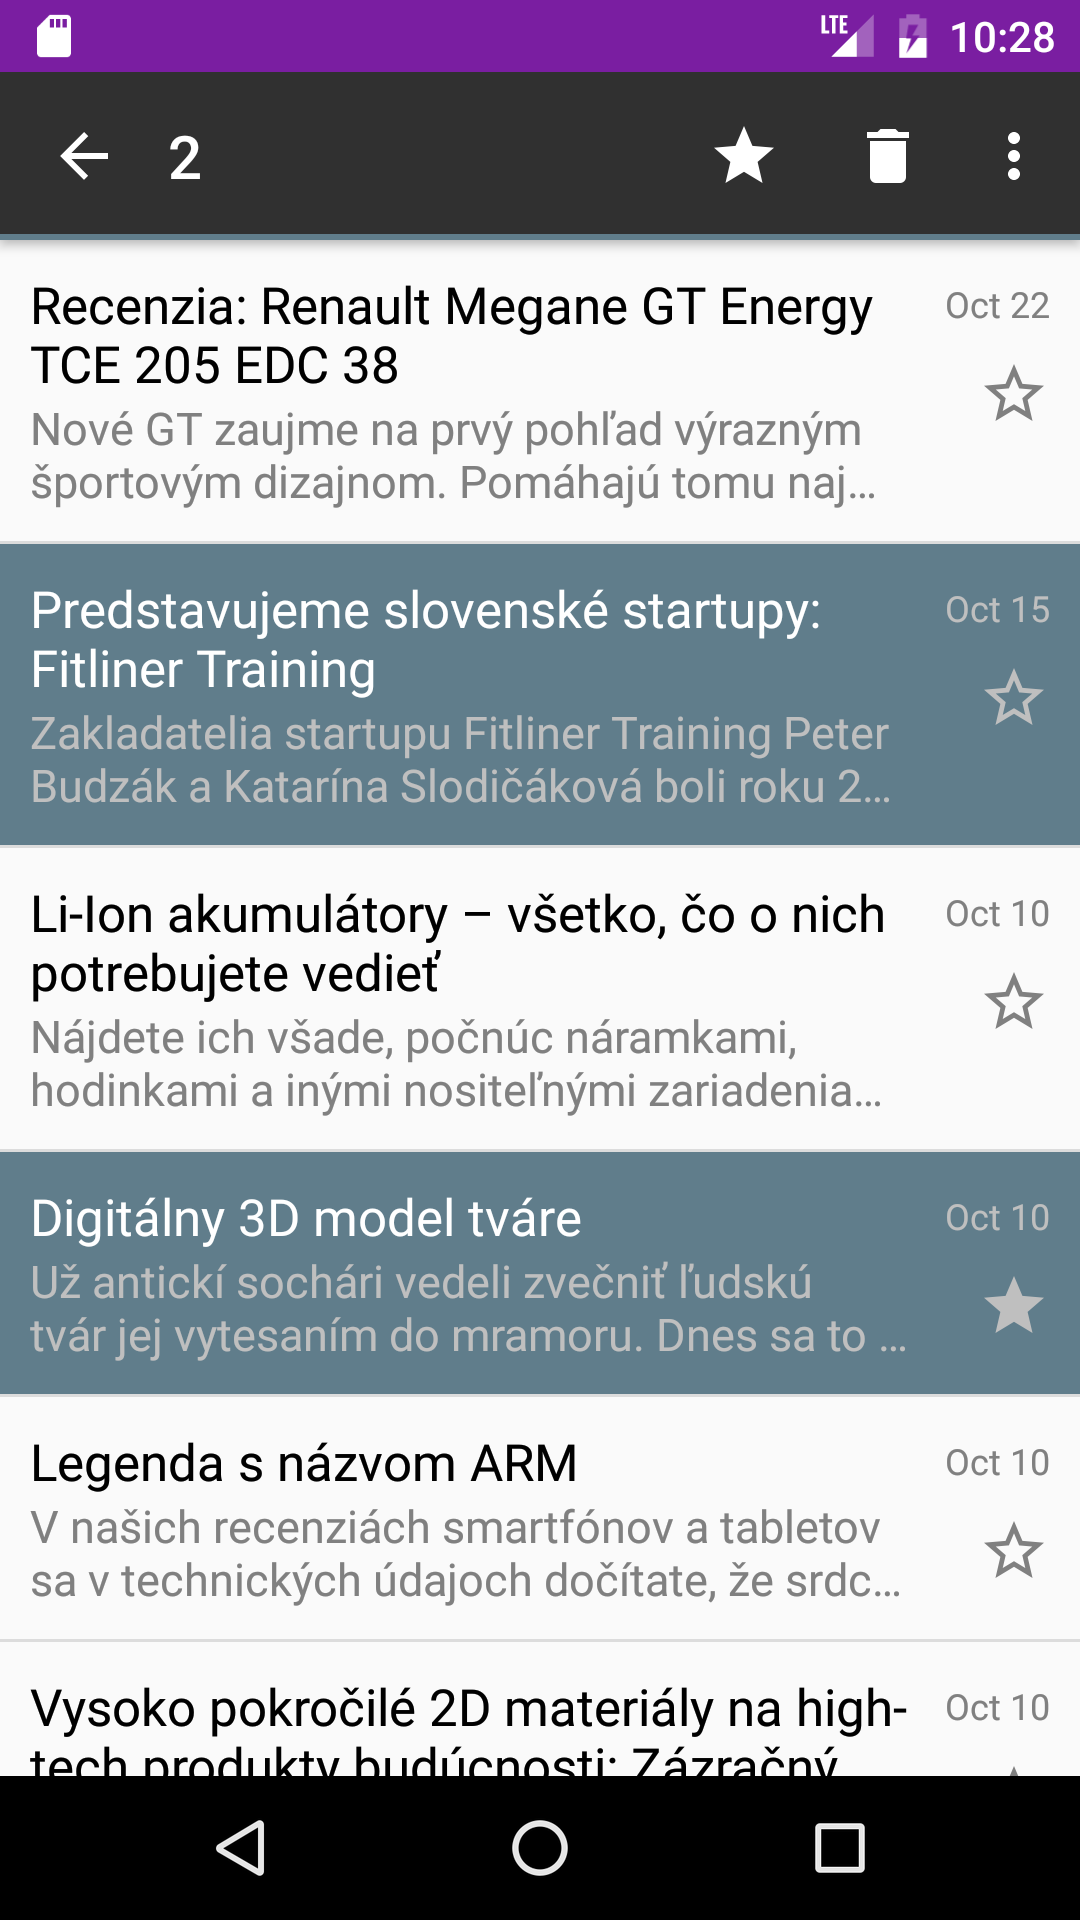 LTE 10:28
2
Recenzia: Renault Megane GT Energy
TCE 205 EDC 38
Oct 22
Nové GT zaujme na prvý pohľad výrazným
športovým dizajnom. Pomáhajú tomu naj…
Predstavujeme slovenské startupy:
Fitliner Training
Oct 15
Zakladatelia startupu Fitliner Training Peter
Budzák a Katarína Slodičáková boli roku 2…
Li-Ion akumulátory – všetko, čo o nich
potrebujete vedieť
Oct 10
Nájdete ich všade, počnúc náramkami,
hodinkami a inými nositeľnými zariadenia…
Digitálny 3D model tváre
Oct 10
Už antickí sochári vedeli zvečniť ľudskú
tvár jej vytesaním do mramoru. Dnes sa to …
Legenda s názvom ARM
Oct 10
V našich recenziách smartfónov a tabletov
sa v technických údajoch dočítate, že srdc…
Vysoko pokročilé 2D materiály na high-
tech produkty budúcnosti: Zázračný
Oct 10